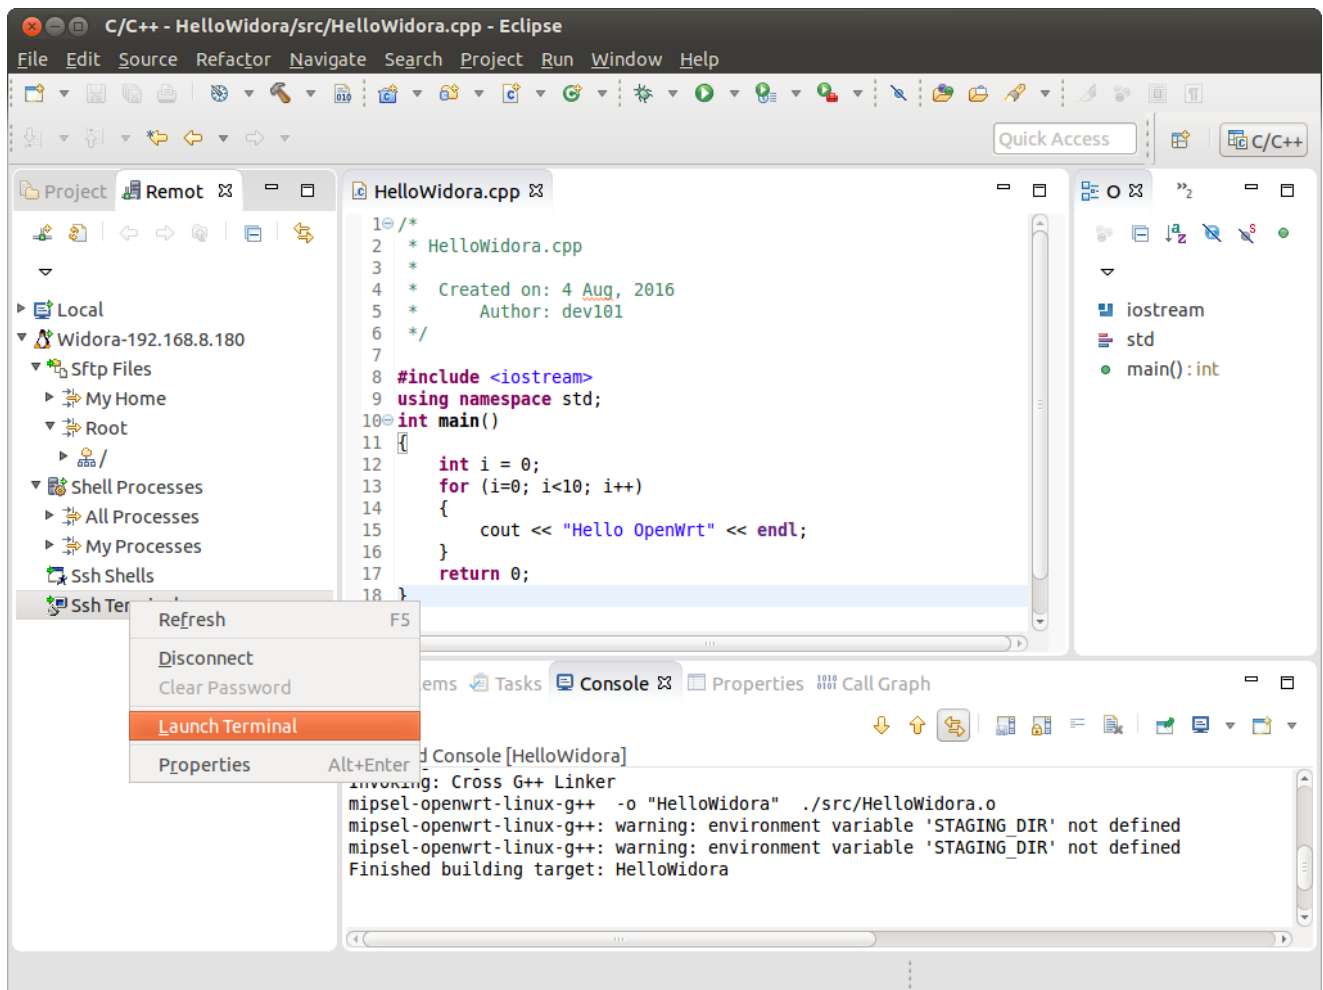 C/C++ - HelloWidora/src/HelloWidora.cpp - Eclipse
File Edit Source Refactor Navigate Search Project Run Window Help
Quick Access
C/C++
Project
Remot
Local
Widora-192.168.8.180
Sftp Files
My Home
Root
/
Shell Processes
All Processes
My Processes
Ssh Shells
Ssh Ter
Refresh F5
Disconnect
Clear Password
Launch Terminal
Properties Alt+Enter
HelloWidora.cpp
1 /*
2  * HelloWidora.cpp
3  *
4  *  Created on: 4 Aug, 2016
5  *      Author: dev101
6  */
7
8 #include <iostream>
9 using namespace std;
10 int main()
11 {
12     int i = 0;
13     for (i=0; i<10; i++)
14     {
15         cout << "Hello OpenWrt" << endl;
16     }
17     return 0;
18 }
O
»2
iostream
std
main() : int
ems Tasks Console Properties Call Graph
d Console [HelloWidora]
Invoking: Cross G++ Linker
mipsel-openwrt-linux-g++  -o "HelloWidora"  ./src/HelloWidora.o
mipsel-openwrt-linux-g++: warning: environment variable 'STAGING_DIR' not defined
mipsel-openwrt-linux-g++: warning: environment variable 'STAGING_DIR' not defined
Finished building target: HelloWidora